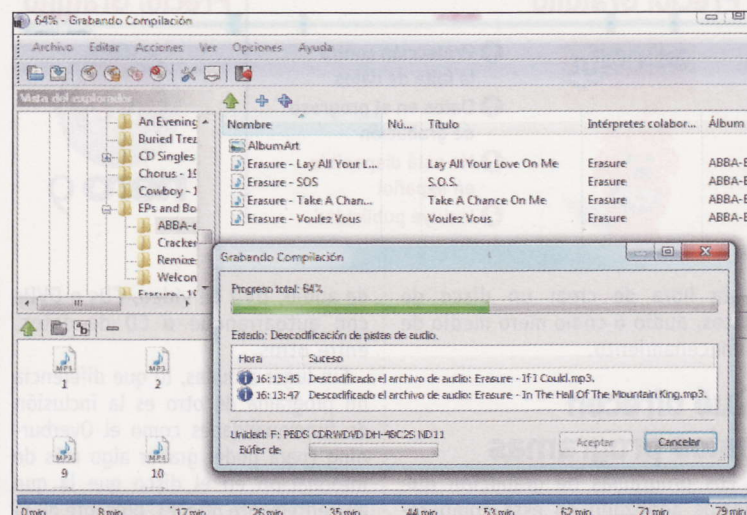 64% - Grabando Compilación
Archivo Editar Acciones Ver Opciones Ayuda
Vista del explorador
An Evening
Buried Trea
CD Singles
Chorus - 19
Cowboy - 1
EPs and Bo
ABBA-e
Cracker
Remixe
Welcon
Erasure - 19
Nombre Nú... Título Intérpretes colabor... Álbum
AlbumArt
Erasure - Lay All Your L... Lay All Your Love On Me Erasure ABBA-E
Erasure - SOS S.O.S. Erasure ABBA-E
Erasure - Take A Chan... Take A Chance On Me Erasure ABBA-E
Erasure - Voulez Vous Voulez Vous Erasure ABBA-E
Grabando Compilación
Progreso total: 64%
Estado: Descodificación de pistas de audio.
Hora Suceso
16:13:45 Descodificado el archivo de audio: Erasure - If I Could.mp3.
16:13:47 Descodificado el archivo de audio: Erasure - In The Hall Of The Mountain King.mp3.
Unidad: F: PBDS CDRWDVD DH-48C2S ND11
Búfer de
Aceptar Cancelar
MP3 MP3
1 2
MP3 MP3
9 10
0 min 8 min 17 min 26 min 35 min 44 min 53 min 62 min 71 min 79 min